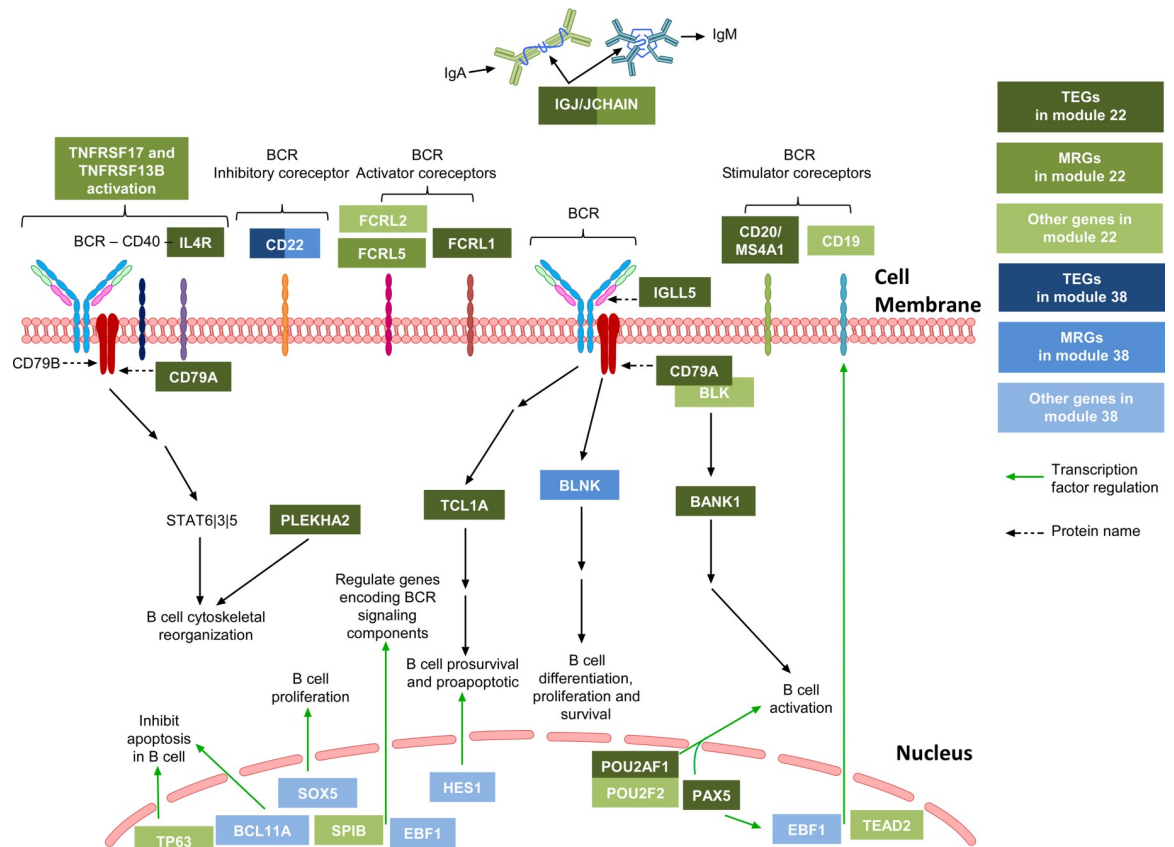 IgA
IgM
IGJ/JCHAIN
TNFRSF17 and
TNFRSF13B
activation
BCR – CD40 –
IL4R
BCR
Inhibitory coreceptor
CD22
BCR
Activator coreceptors
FCRL2
FCRL5
FCRL1
BCR
IGLL5
BCR
Stimulator coreceptors
CD20/
MS4A1
CD19
Cell
Membrane
CD79B
CD79A
CD79A
BLK
STAT6|3|5
PLEKHA2
TCL1A
BLNK
BANK1
B cell cytoskeletal
reorganization
Regulate genes
encoding BCR
signaling
components
B cell prosurvival
and proapoptotic
B cell
differentiation,
proliferation and
survival
B cell
activation
B cell
proliferation
Inhibit
apoptosis
in B cell
Nucleus
TP63
BCL11A
SOX5
SPIB
EBF1
HES1
POU2AF1
POU2F2
PAX5
EBF1
TEAD2
TEGs
in module 22
MRGs
in module 22
Other genes in
module 22
TEGs
in module 38
MRGs
in module 38
Other genes in
module 38
Transcription
factor regulation
Protein name